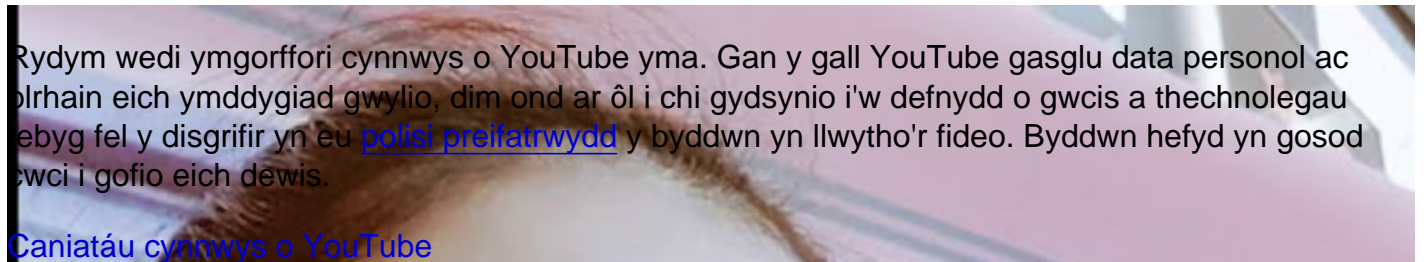 Rydym wedi ymgorffori cynnwys o YouTube yma. Gan y gall YouTube gasglu data personol ac
olrhain eich ymddygiad gwylio, dim ond ar ôl i chi gydsynio i'w defnydd o gwcis a thechnolegau
tebyg fel y disgrifir yn eu polisi preifatrwydd y byddwn yn llwytho'r fideo. Byddwn hefyd yn gosod
cwci i gofio eich dewis.
Caniatáu cynnwys o YouTube